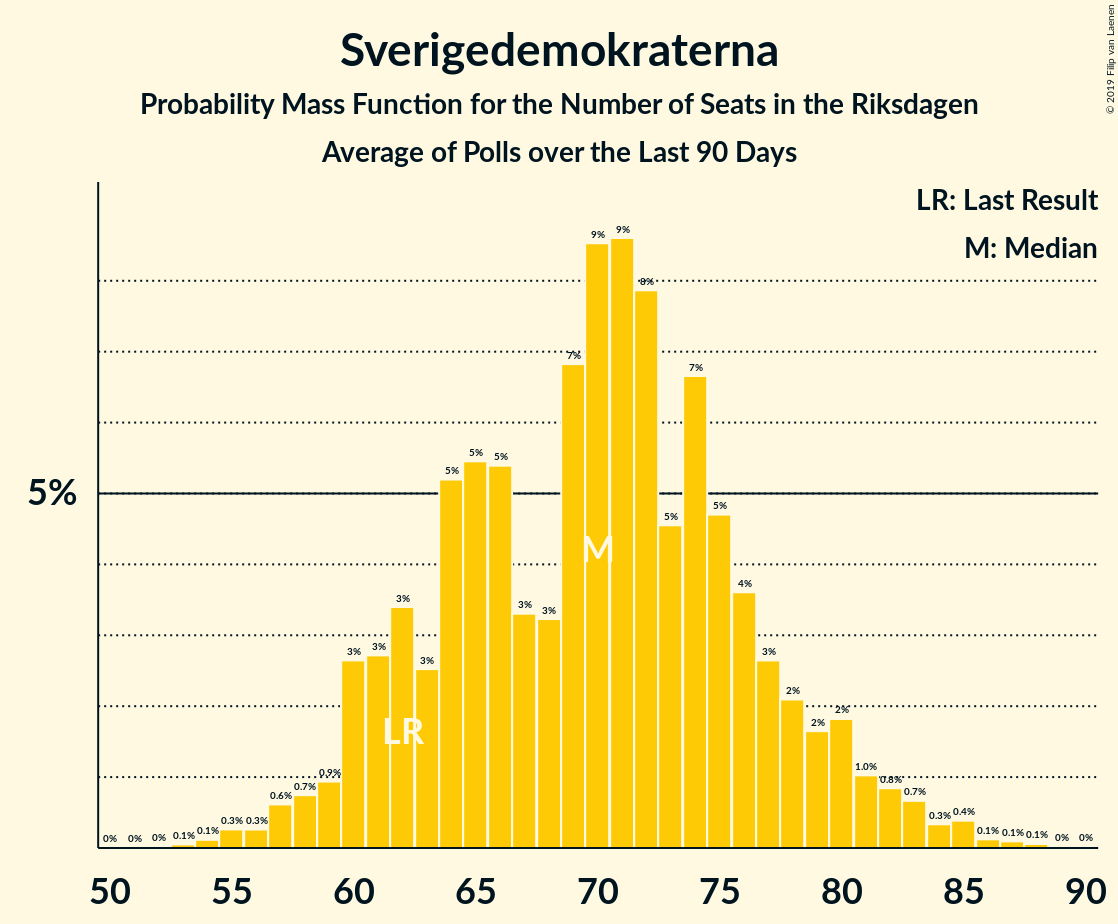 Sverigedemokraterna
Probability Mass Function for the Number of Seats in the Riksdagen
Average of Polls over the Last 90 Days
© 2019 Filip van Laenen
LR: Last Result
M: Median
5%
0% 0% 0% 0.1% 0.1% 0.3% 0.3% 0.6% 0.7% 0.9% 3% 3% 3% 3% 5% 5% 5% 3% 3% 7% 9% 9% 8% 5% 7% 5% 4% 3% 2% 2% 2% 1.0% 0.8% 0.7% 0.3% 0.4% 0.1% 0.1% 0.1% 0% 0%
M
LR
50 55 60 65 70 75 80 85 90